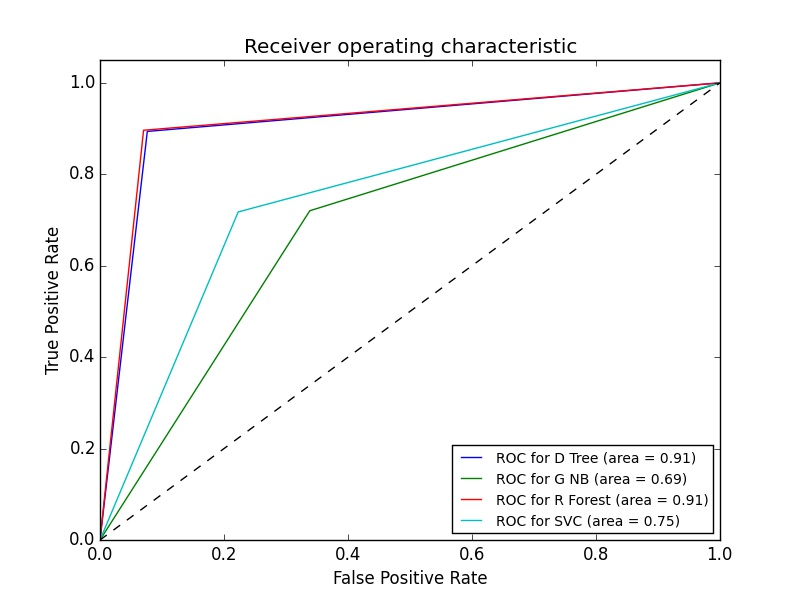 Receiver operating characteristic
1.0
0.8
0.6
0.4
0.2
0.0
True Positive Rate
ROC for D Tree (area = 0.91)
ROC for G NB (area = 0.69)
ROC for R Forest (area = 0.91)
ROC for SVC (area = 0.75)
0.0 0.2 0.4 0.6 0.8 1.0
False Positive Rate